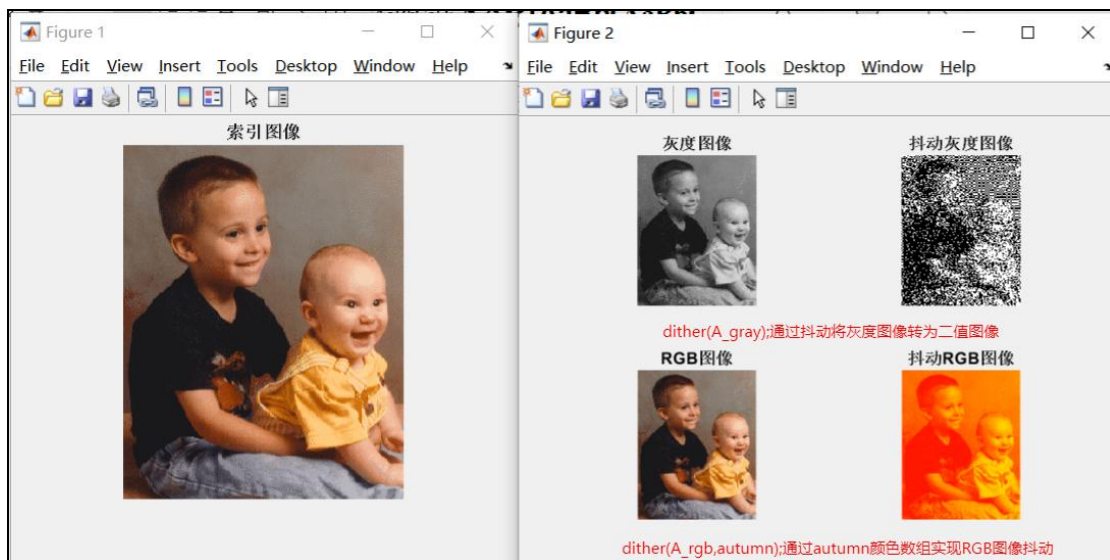 Figure 1
File Edit View Insert Tools Desktop Window Help
索引图像
Figure 2
File Edit View Insert Tools Desktop Window Help
灰度图像
抖动灰度图像
dither(A_gray);通过抖动将灰度图像转为二值图像
RGB图像
抖动RGB图像
dither(A_rgb,autumn);通过autumn颜色数组实现RGB图像抖动